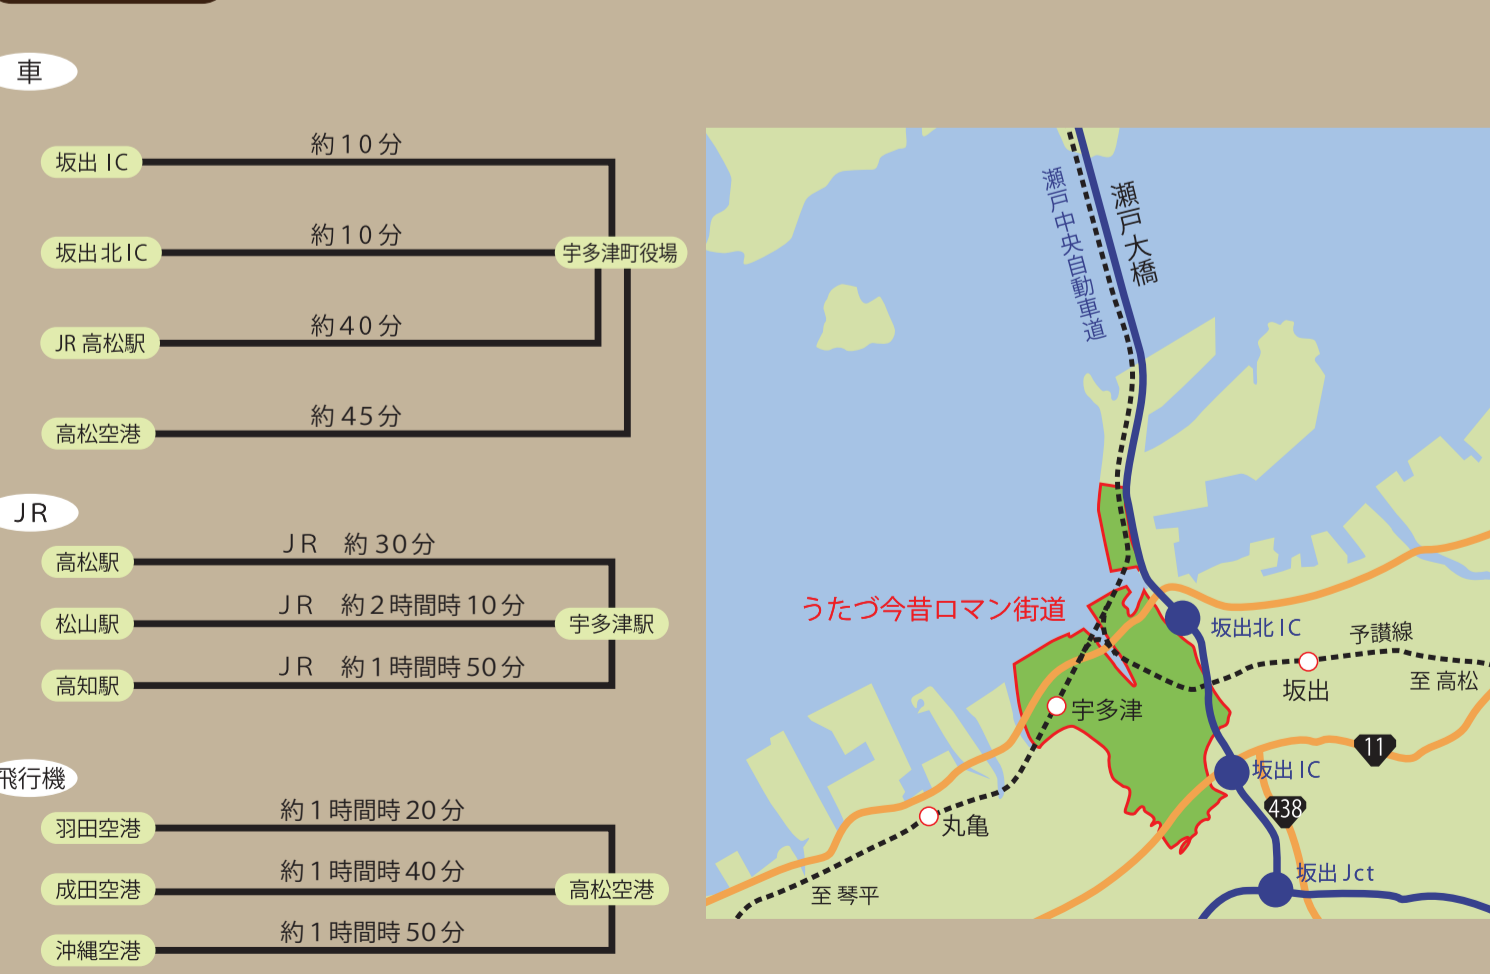 車
坂出 IC
約10分
坂出北IC
約10分
宇多津町役場
JR 高松駅
約40分
高松空港
約45分
JR
高松駅
JR 約30分
松山駅
JR 約2時間時10分
宇多津駅
高知駅
JR 約1時間時50分
飛行機
羽田空港
約1時間時20分
成田空港
約1時間時40分
高松空港
沖縄空港
約1時間時50分
瀬戸中央自動車道
瀬戸大橋
うたづ今昔ロマン街道
坂出北IC
予讃線
坂出
至 高松
宇多津
11
坂出IC
438
丸亀
坂出Jct
至 琴平